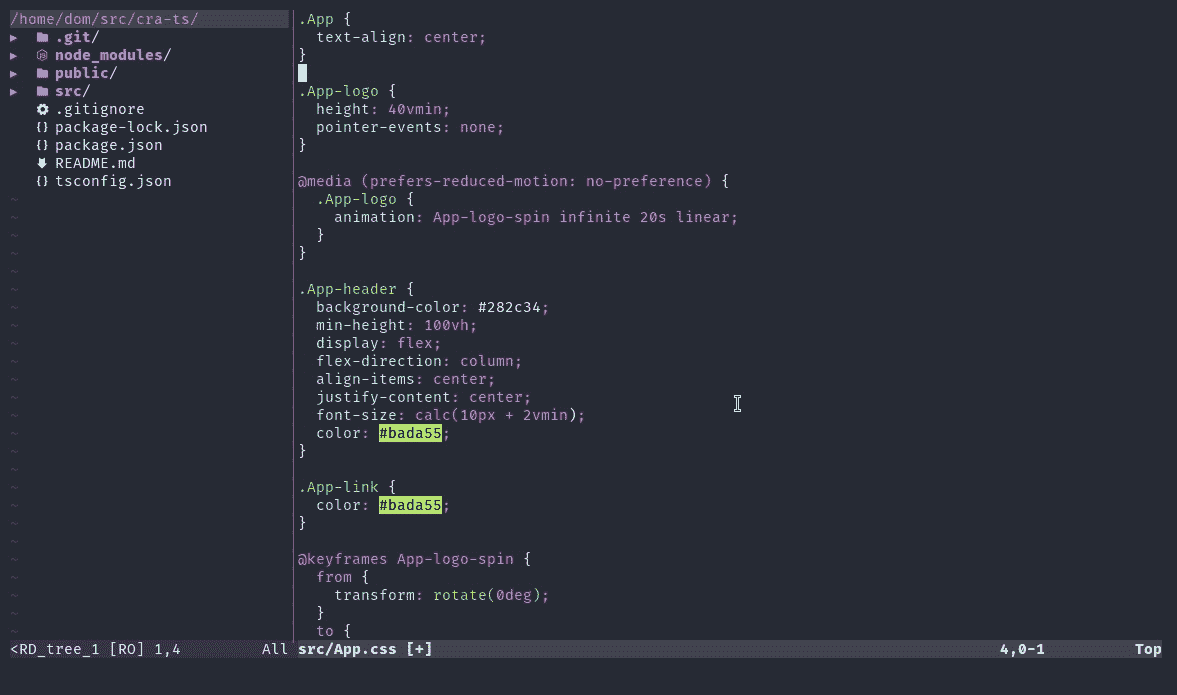 /home/dom/src/cra-ts/
▸ .git/
▸ node_modules/
▸ public/
▸ src/
.gitignore
{} package-lock.json
{} package.json
README.md
{} tsconfig.json
.App {
  text-align: center;
}

.App-logo {
  height: 40vmin;
  pointer-events: none;
}

@media (prefers-reduced-motion: no-preference) {
  .App-logo {
    animation: App-logo-spin infinite 20s linear;
  }
}

.App-header {
  background-color: #282c34;
  min-height: 100vh;
  display: flex;
  flex-direction: column;
  align-items: center;
  justify-content: center;
  font-size: calc(10px + 2vmin);
  color: #bada55;
}

.App-link {
  color: #bada55;
}

@keyframes App-logo-spin {
  from {
    transform: rotate(0deg);
  }
  to {
<RD_tree_1 [RO] 1,4 All
src/App.css [+] 4,0-1 Top